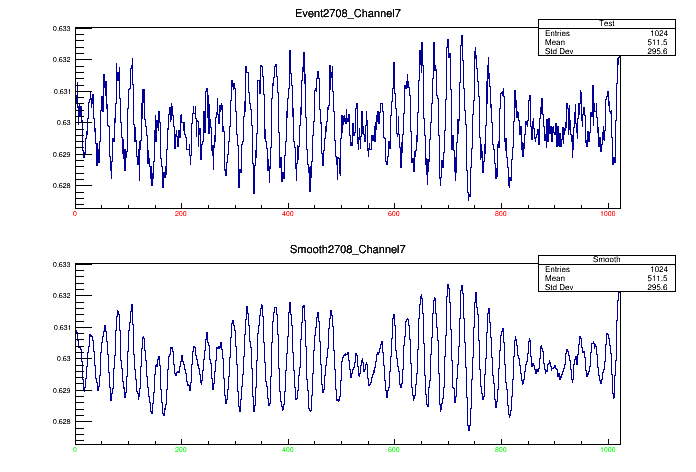 Event2708_Channel7
Test
Entries 1024
Mean 511.5
Std Dev 295.6
0.633
0.632
0.631
0.63
0.629
0.628
0 200 400 600 800 1000
Smooth2708_Channel7
Smooth
Entries 1024
Mean 511.5
Std Dev 295.6
0.633
0.632
0.631
0.63
0.629
0.628
0 200 400 600 800 1000